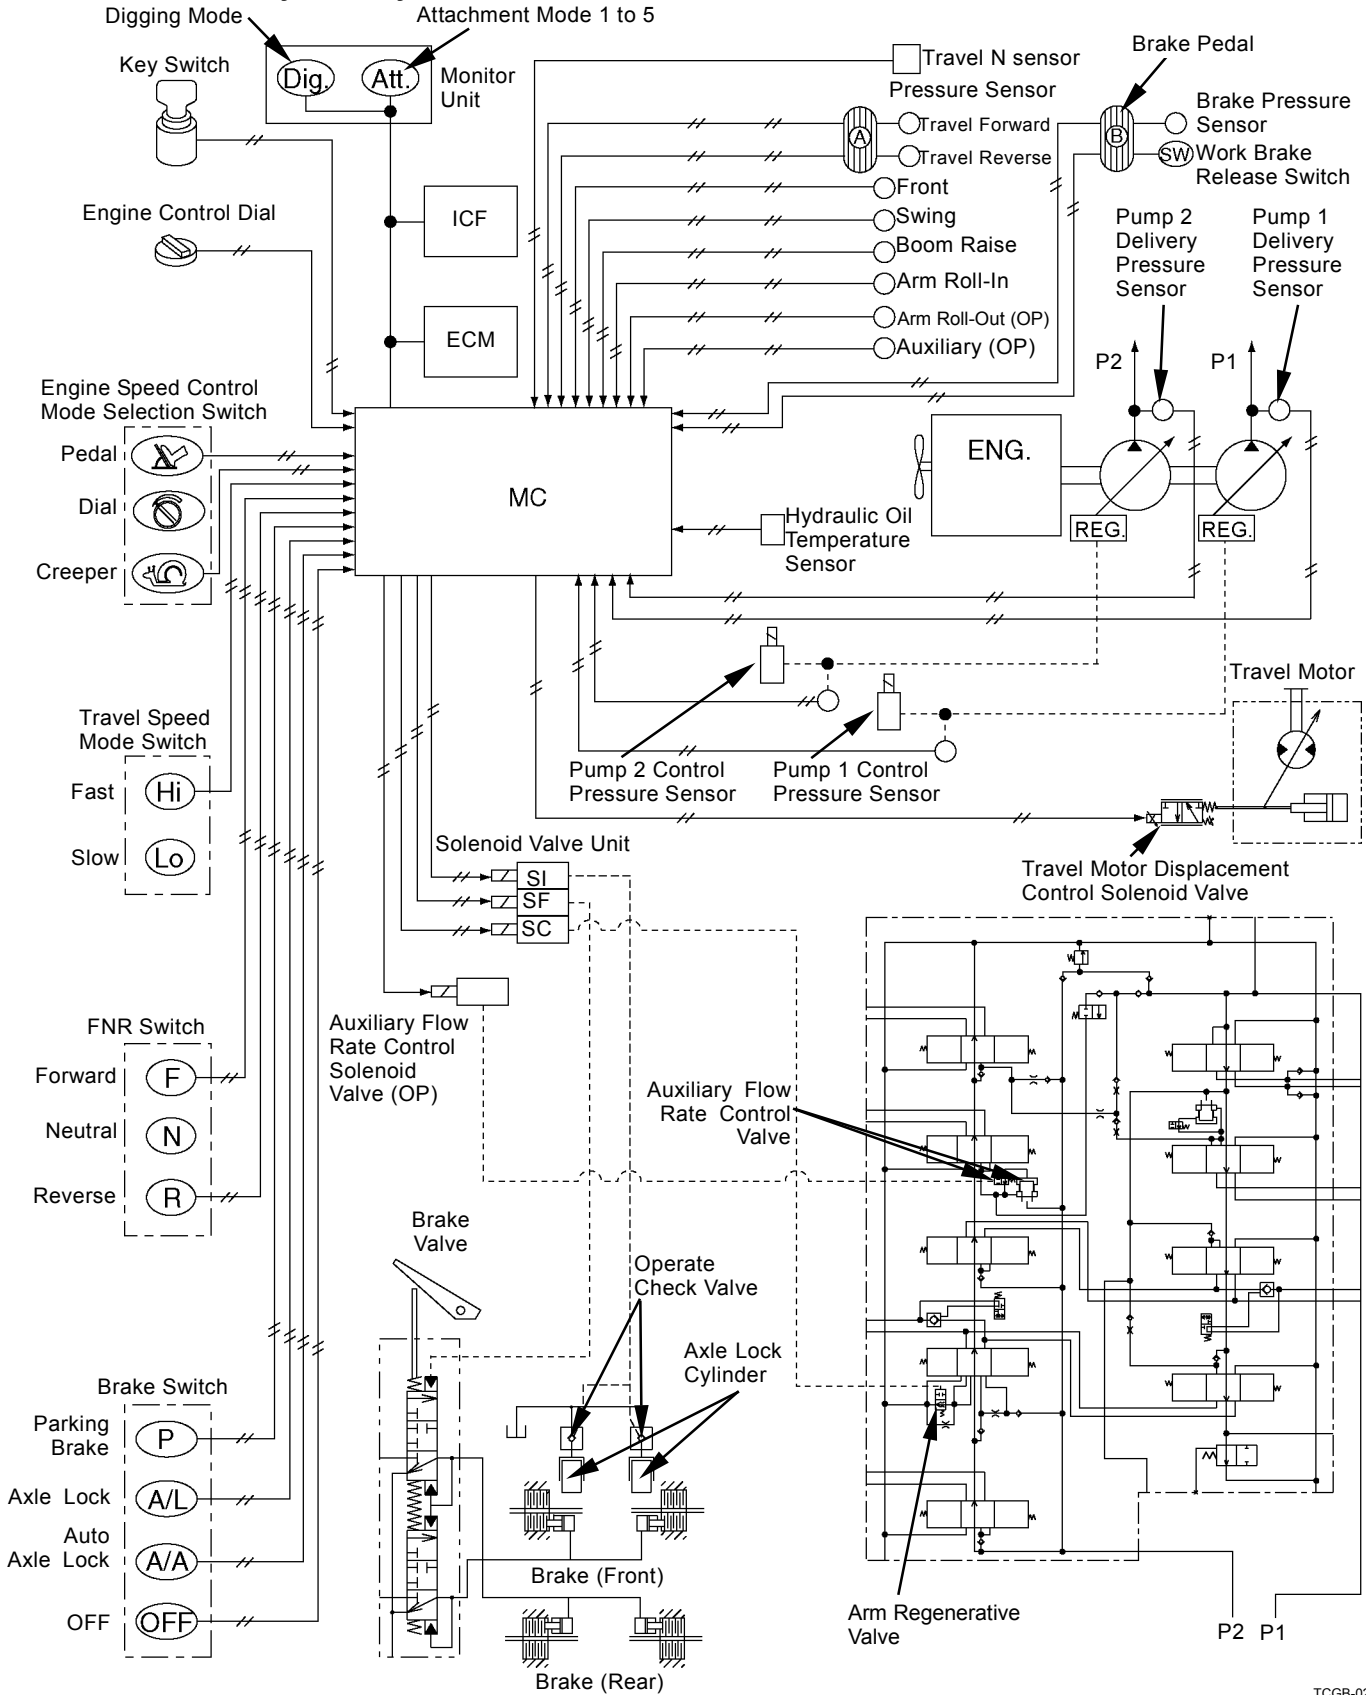 Digging Mode
Attachment Mode 1 to 5
Key Switch
Dig.
Att.
Monitor
Unit
Travel N sensor
Pressure Sensor
Brake Pedal
A
Travel Forward
Travel Reverse
B
Brake Pressure
Sensor
SW
Work Brake
Release Switch
Front
Swing
Boom Raise
Arm Roll-In
Arm Roll-Out (OP)
Auxiliary (OP)
Engine Control Dial
ICF
ECM
Pump 2
Delivery
Pressure
Sensor
Pump 1
Delivery
Pressure
Sensor
P2
P1
Engine Speed Control
Mode Selection Switch
Pedal
Dial
Creeper
MC
ENG.
REG.
REG.
Hydraulic Oil
Temperature
Sensor
Travel Motor
Travel Speed
Mode Switch
Fast
Hi
Slow
Lo
Pump 2 Control
Pressure Sensor
Pump 1 Control
Pressure Sensor
Solenoid Valve Unit
SI
SF
SC
Travel Motor Displacement
Control Solenoid Valve
Auxiliary Flow
Rate Control
Solenoid
Valve (OP)
FNR Switch
Forward
F
Neutral
N
Reverse
R
Auxiliary Flow
Rate Control
Valve
Brake
Valve
Operate
Check Valve
Axle Lock
Cylinder
Brake Switch
Parking
Brake
P
Axle Lock
A/L
Auto
Axle Lock
A/A
OFF
OFF
Brake (Front)
Brake (Rear)
Arm Regenerative
Valve
P2
P1